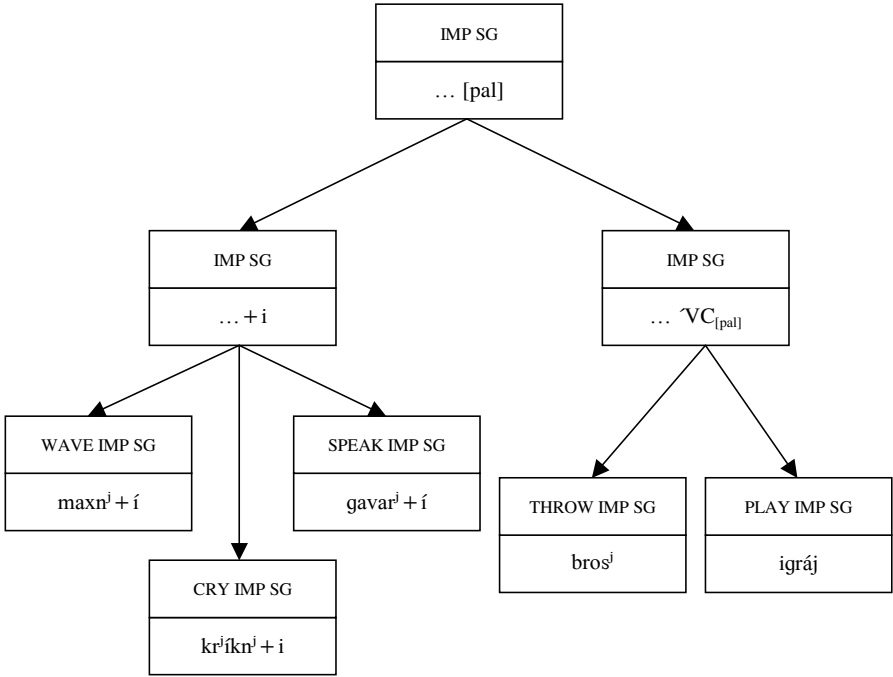 IMP SG
… [pal]
IMP SG
… + i
IMP SG
… ´VC[pal]
WAVE IMP SG
maxnʲ + í
SPEAK IMP SG
gavarʲ + í
CRY IMP SG
krʲíknʲ + i
THROW IMP SG
brosʲ
PLAY IMP SG
igráj